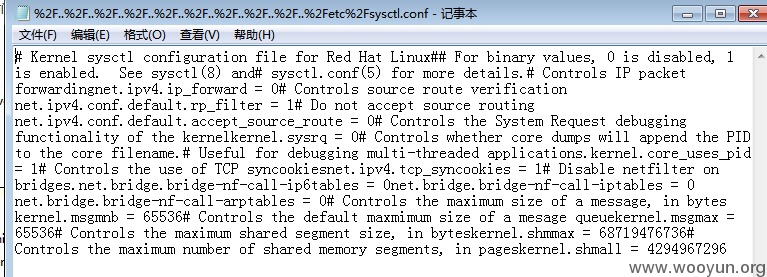 %2F..%2F..%2F..%2F..%2F..%2F..%2F..%2F..%2F..%2Fetc%2Fsysctl.conf - 记事本
文件(F) 编辑(E) 格式(O) 查看(V) 帮助(H)
# Kernel sysctl configuration file for Red Hat Linux## For binary values, 0 is disabled, 1
is enabled.  See sysctl(8) and# sysctl.conf(5) for more details.# Controls IP packet
forwardingnet.ipv4.ip_forward = 0# Controls source route verification
net.ipv4.conf.default.rp_filter = 1# Do not accept source routing
net.ipv4.conf.default.accept_source_route = 0# Controls the System Request debugging
functionality of the kernelkernel.sysrq = 0# Controls whether core dumps will append the PID
to the core filename.# Useful for debugging multi-threaded applications.kernel.core_uses_pid
= 1# Controls the use of TCP syncookiesnet.ipv4.tcp_syncookies = 1# Disable netfilter on
bridges.net.bridge.bridge-nf-call-ip6tables = 0net.bridge.bridge-nf-call-iptables = 0
net.bridge.bridge-nf-call-arptables = 0# Controls the maximum size of a message, in bytes
kernel.msgmnb = 65536# Controls the default maxmimum size of a mesage queuekernel.msgmax =
65536# Controls the maximum shared segment size, in byteskernel.shmmax = 68719476736#
Controls the maximum number of shared memory segments, in pageskernel.shmall = 4294967296
www.wooyun.org